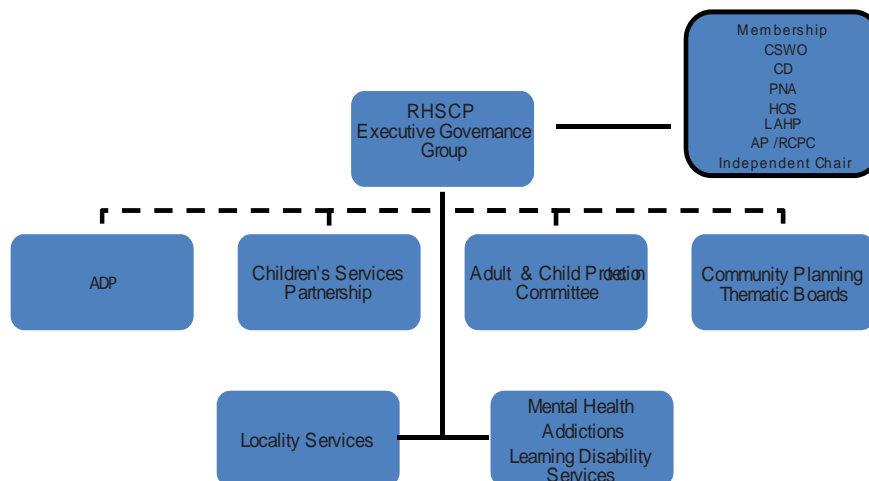 Membership
CSWO
CD
PNA
HOS
LAHP
AP /RCPC
Independent Chair
RHSCP
Executive Governance
Group
ADP
Children's Services
Partnership
Adult & Child Protection
Committee
Community Planning
Thematic Boards
Locality Services
Mental Health
Addictions
Learning Disability
Services